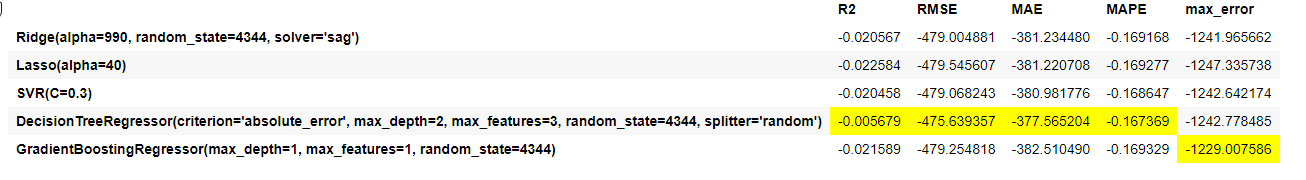 R2 RMSE MAE MAPE max_error
Ridge(alpha=990, random_state=4344, solver='sag') -0.020567 -479.004881 -381.234480 -0.169168 -1241.965662
Lasso(alpha=40) -0.022584 -479.545607 -381.220708 -0.169277 -1247.335738
SVR(C=0.3) -0.020458 -479.068243 -380.981776 -0.168647 -1242.642174
DecisionTreeRegressor(criterion='absolute_error', max_depth=2, max_features=3, random_state=4344, splitter='random') -0.005679 -475.639357 -377.565204 -0.167369 -1242.778485
GradientBoostingRegressor(max_depth=1, max_features=1, random_state=4344) -0.021589 -479.254818 -382.510490 -0.169329 -1229.007586